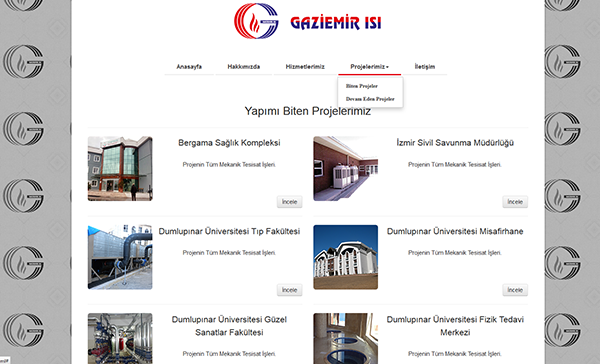 GAZIEMIR ISI
Anasayfa Hakkımızda Hizmetlerimiz Projelerimiz İletişim
Biten Projeler
Devam Eden Projeler
Yapımı Biten Projelerimiz
Bergama Sağlık Kompleksi
Projenin Tüm Mekanik Tesisat İşleri.
İncele
İzmir Sivil Savunma Müdürlüğü
Projenin Tüm Mekanik Tesisat İşleri.
İncele
Dumlupınar Üniversitesi Tıp Fakültesi
Projenin Tüm Mekanik Tesisat İşleri.
İncele
Dumlupınar Üniversitesi Misafirhane
Projenin Tüm Mekanik Tesisat İşleri.
İncele
Dumlupınar Üniversitesi Güzel
Sanatlar Fakültesi
Projenin Tüm Mekanik Tesisat İşleri.
Dumlupınar Üniversitesi Fizik Tedavi
Merkezi
Projenin Tüm Mekanik Tesisat İşleri.